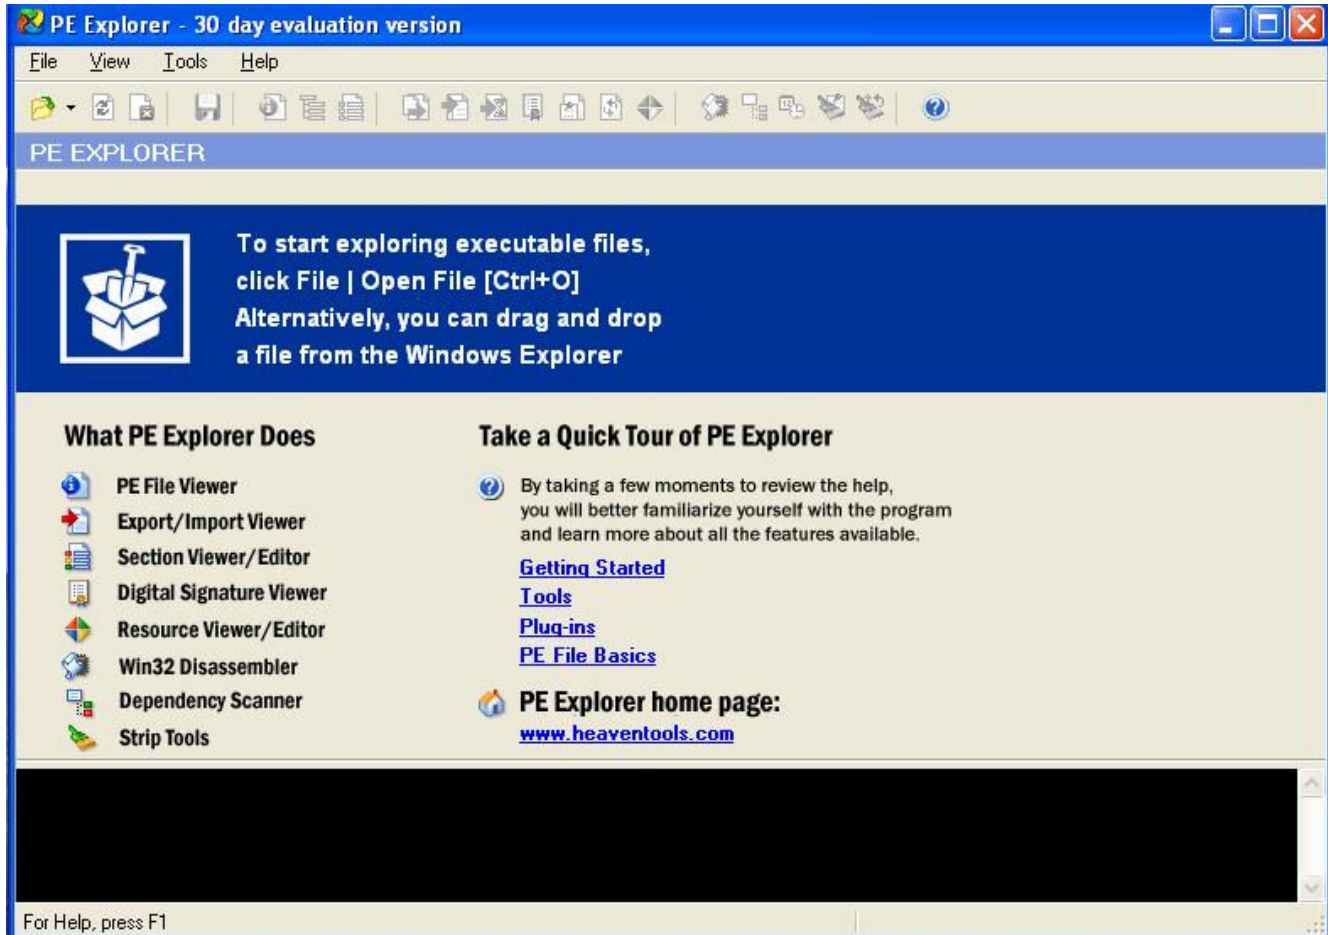 PE Explorer - 30 day evaluation version
File View Tools Help
PE EXPLORER
To start exploring executable files,
click File | Open File [Ctrl+O]
Alternatively, you can drag and drop
a file from the Windows Explorer
What PE Explorer Does
PE File Viewer
Export/Import Viewer
Section Viewer/Editor
Digital Signature Viewer
Resource Viewer/Editor
Win32 Disassembler
Dependency Scanner
Strip Tools
Take a Quick Tour of PE Explorer
By taking a few moments to review the help,
you will better familiarize yourself with the program
and learn more about all the features available.
Getting Started
Tools
Plug-ins
PE File Basics
PE Explorer home page:
www.heaventools.com
For Help, press F1